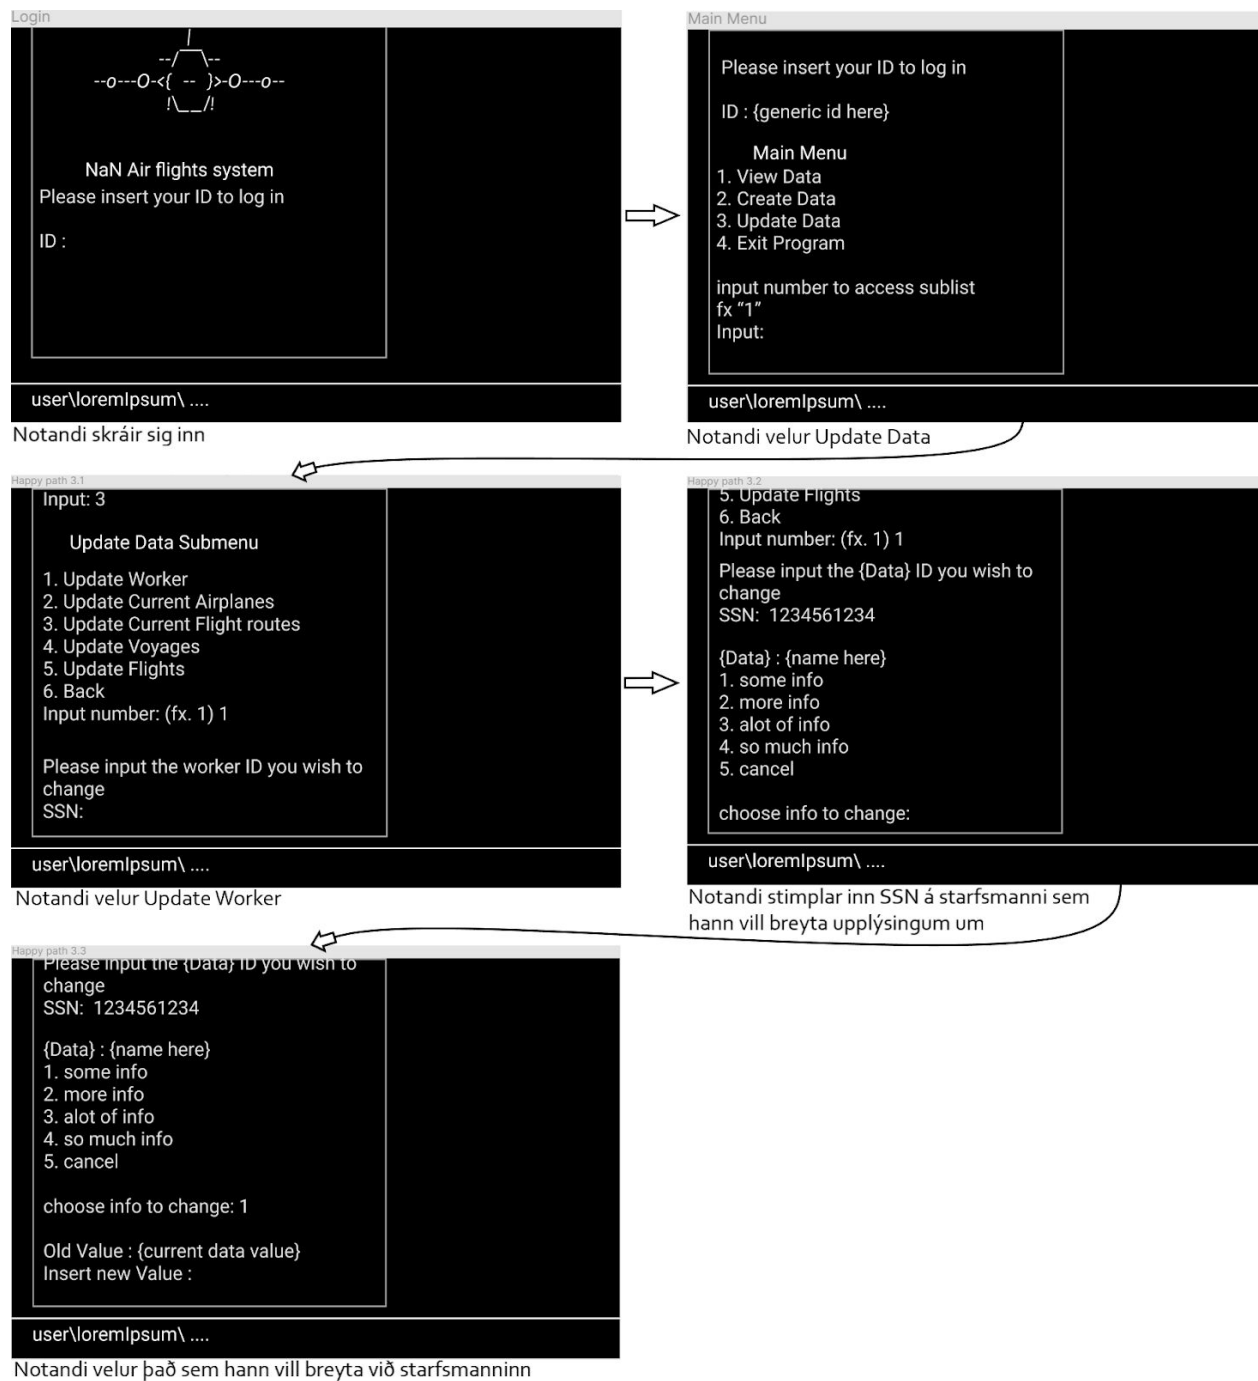 Login
|
--/‾‾\--
--o---O-<{ -- }>-O---o--
!\__/!
NaN Air flights system
Please insert your ID to log in
ID :
user\loremIpsum\ ....
Notandi skráir sig inn
Main Menu
Please insert your ID to log in
ID : {generic id here}
Main Menu
1. View Data
2. Create Data
3. Update Data
4. Exit Program
input number to access sublist
fx “1”
Input:
user\loremIpsum\ ....
Notandi velur Update Data
Happy path 3.1
Input: 3
Update Data Submenu
1. Update Worker
2. Update Current Airplanes
3. Update Current Flight routes
4. Update Voyages
5. Update Flights
6. Back
Input number: (fx. 1) 1
Please input the worker ID you wish to
change
SSN:
user\loremIpsum\ ....
Notandi velur Update Worker
Happy path 3.2
5. Update Flights
6. Back
Input number: (fx. 1) 1
Please input the {Data} ID you wish to
change
SSN: 1234561234
{Data} : {name here}
1. some info
2. more info
3. alot of info
4. so much info
5. cancel
choose info to change:
user\loremIpsum\ ....
Notandi stimplar inn SSN á starfsmanni sem
hann vill breyta upplýsingum um
Happy path 3.3
Please input the {Data} ID you wish to
change
SSN: 1234561234
{Data} : {name here}
1. some info
2. more info
3. alot of info
4. so much info
5. cancel
choose info to change: 1
Old Value : {current data value}
Insert new Value :
user\loremIpsum\ ....
Notandi velur það sem hann vill breyta við starfsmanninn